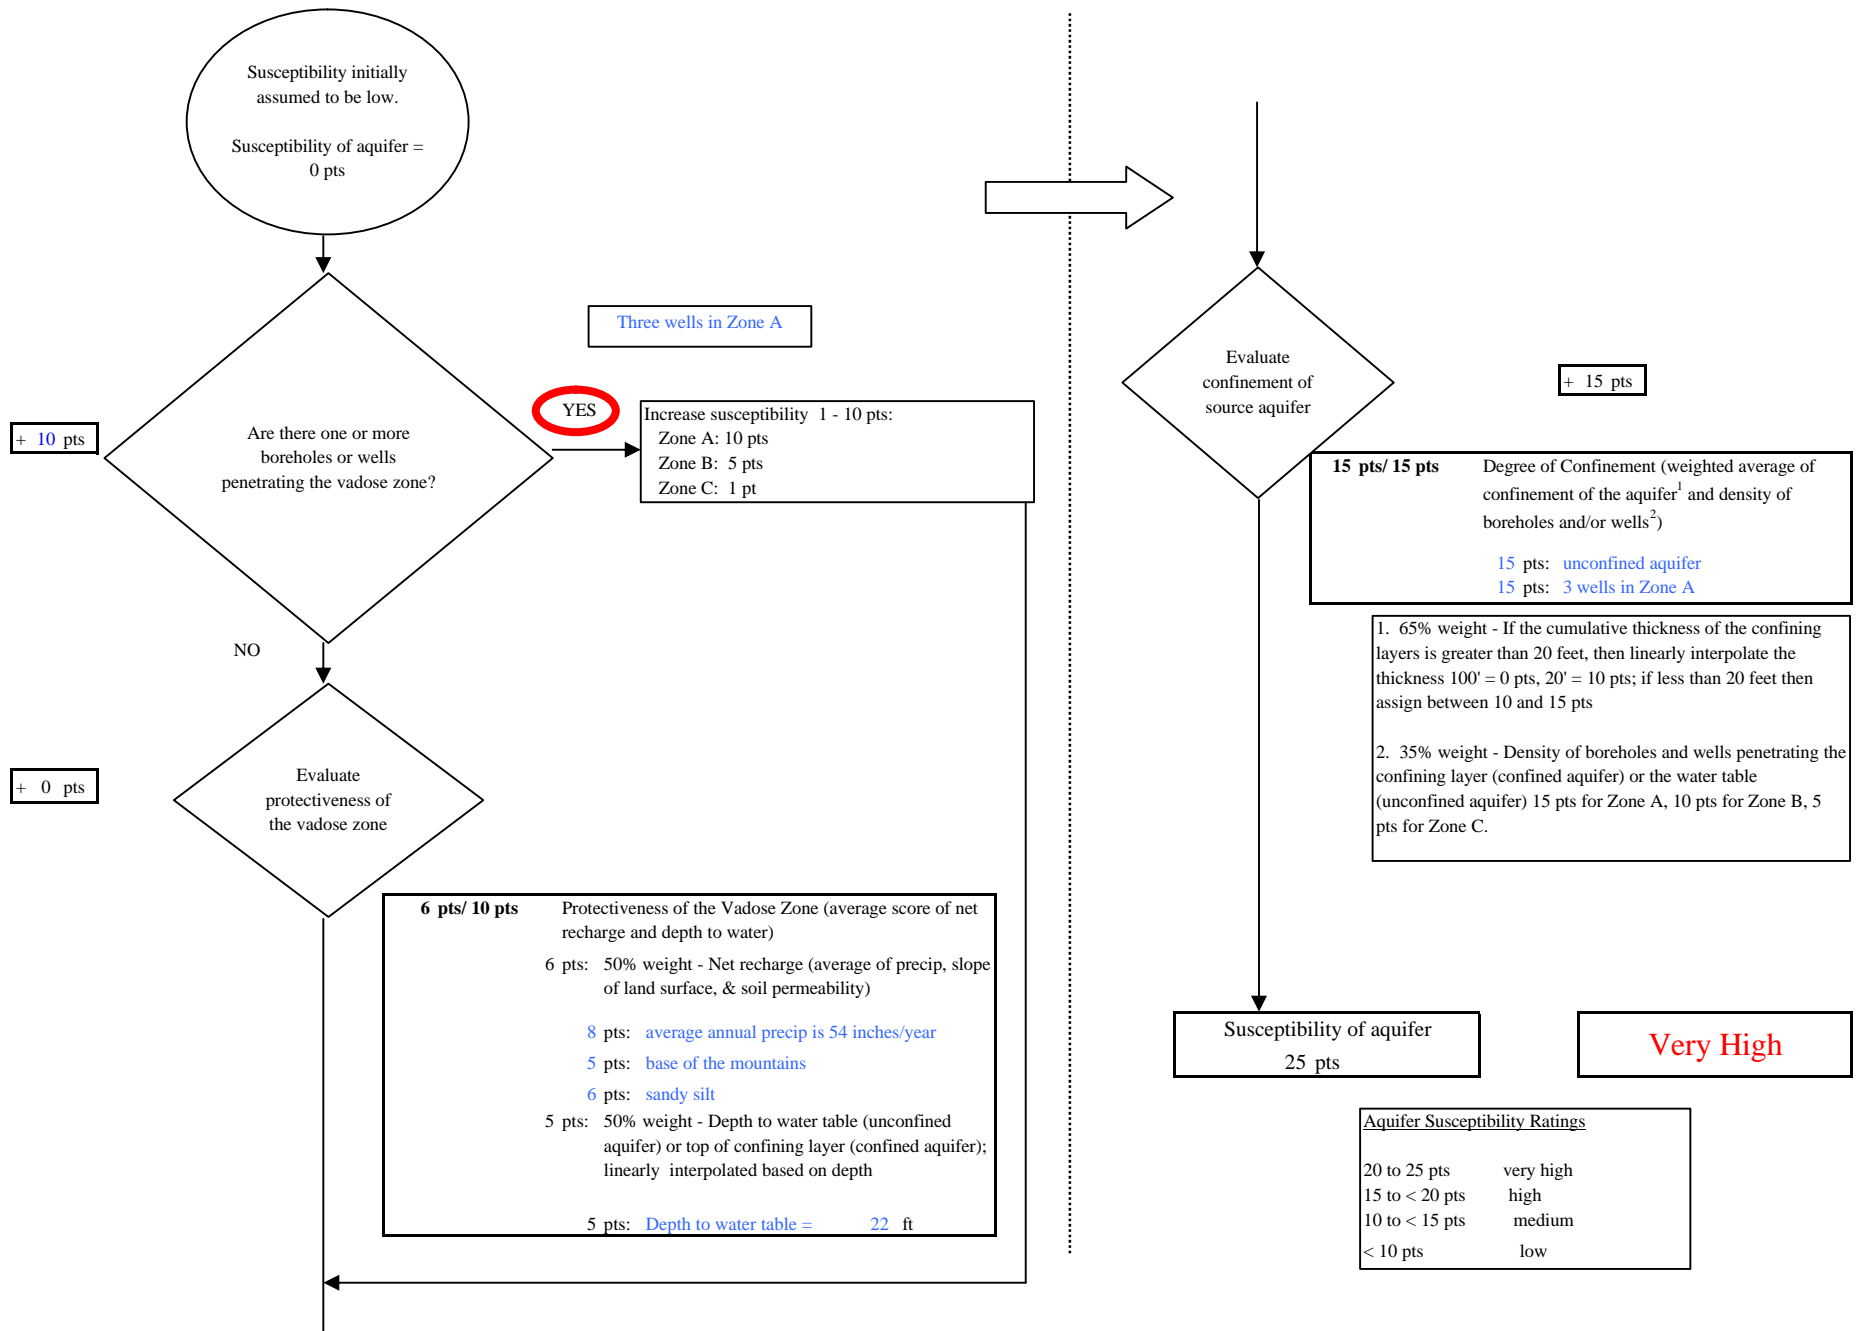 Susceptibility initially
assumed to be low.
Susceptibility of aquifer =
0 pts
Three wells in Zone A
YES
+ 10 pts
Are there one or more
boreholes or wells
penetrating the vadose zone?
Increase susceptibility 1 - 10 pts:
Zone A: 10 pts
Zone B: 5 pts
Zone C: 1 pt
NO
+ 0 pts
Evaluate
protectiveness of
the vadose zone
6 pts/ 10 pts Protectiveness of the Vadose Zone (average score of net
recharge and depth to water)
6 pts: 50% weight - Net recharge (average of precip, slope
of land surface, & soil permeability)
8 pts: average annual precip is 54 inches/year
5 pts: base of the mountains
6 pts: sandy silt
5 pts: 50% weight - Depth to water table (unconfined
aquifer) or top of confining layer (confined aquifer);
linearly interpolated based on depth
5 pts: Depth to water table = 22 ft
Evaluate
confinement of
source aquifer
+ 15 pts
15 pts/ 15 pts Degree of Confinement (weighted average of
confinement of the aquifer1 and density of
boreholes and/or wells2)
15 pts: unconfined aquifer
15 pts: 3 wells in Zone A
1. 65% weight - If the cumulative thickness of the confining
layers is greater than 20 feet, then linearly interpolate the
thickness 100' = 0 pts, 20' = 10 pts; if less than 20 feet then
assign between 10 and 15 pts
2. 35% weight - Density of boreholes and wells penetrating the
confining layer (confined aquifer) or the water table
(unconfined aquifer) 15 pts for Zone A, 10 pts for Zone B, 5
pts for Zone C.
Susceptibility of aquifer
25 pts
Very High
Aquifer Susceptibility Ratings
20 to 25 pts very high
15 to < 20 pts high
10 to < 15 pts medium
< 10 pts low